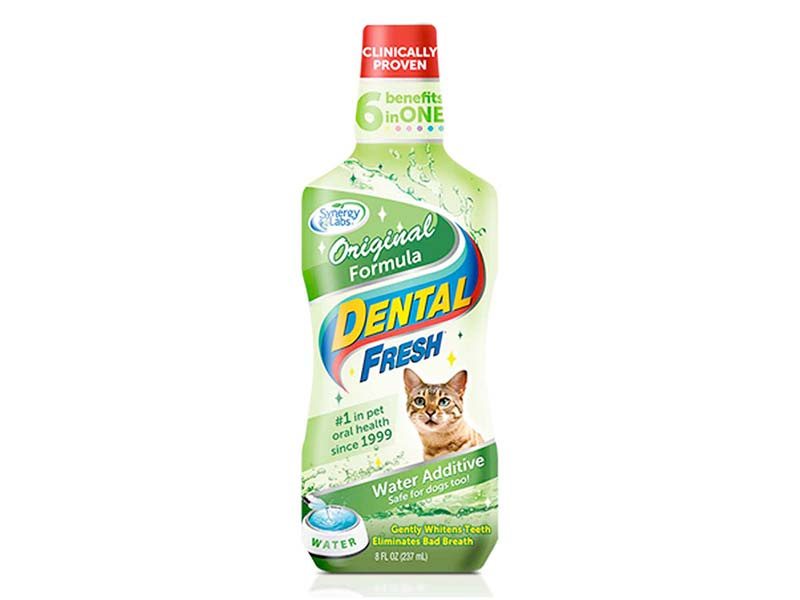 CLINICALLY
PROVEN
6 benefits
in ONE
Synergy
Labs
Original
Formula
DENTAL
FRESH
#1 in pet
oral health
since 1999
Water Additive
Safe for dogs too!
WATER
Gently Whitens Teeth
Eliminates Bad Breath
8 FL OZ (237 mL)